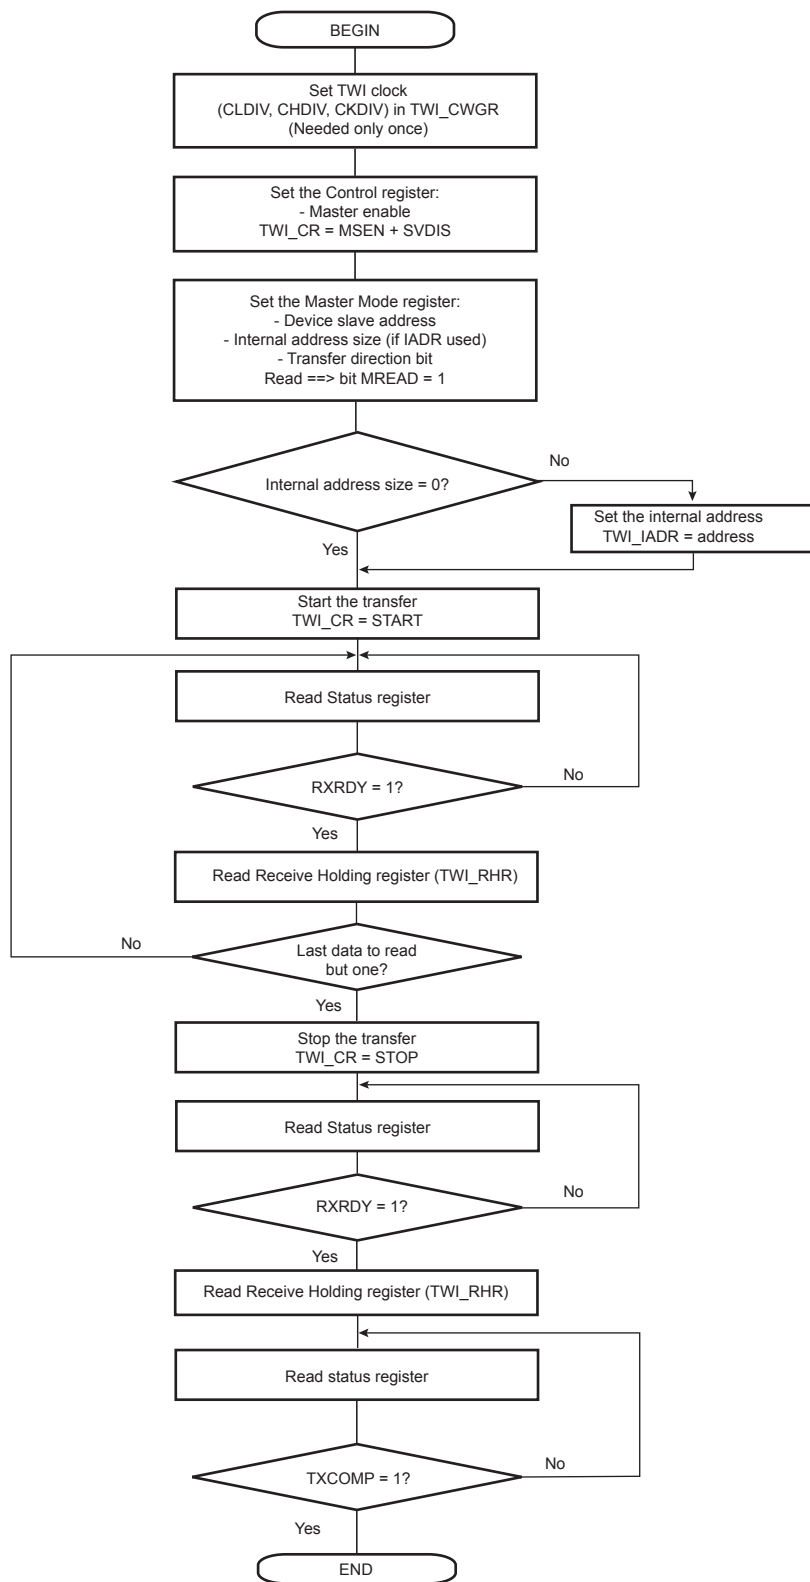 BEGIN
Set TWI clock
(CLDIV, CHDIV, CKDIV) in TWI_CWGR
(Needed only once)
Set the Control register:
- Master enable
TWI_CR = MSEN + SVDIS
Set the Master Mode register:
- Device slave address
- Internal address size (if IADR used)
- Transfer direction bit
Read ==> bit MREAD = 1
Internal address size = 0?
No
Set the internal address
TWI_IADR = address
Yes
Start the transfer
TWI_CR = START
Read Status register
RXRDY = 1?
No
Yes
Read Receive Holding register (TWI_RHR)
Last data to read
but one?
No
Yes
Stop the transfer
TWI_CR = STOP
Read Status register
RXRDY = 1?
No
Yes
Read Receive Holding register (TWI_RHR)
Read status register
TXCOMP = 1?
No
Yes
END